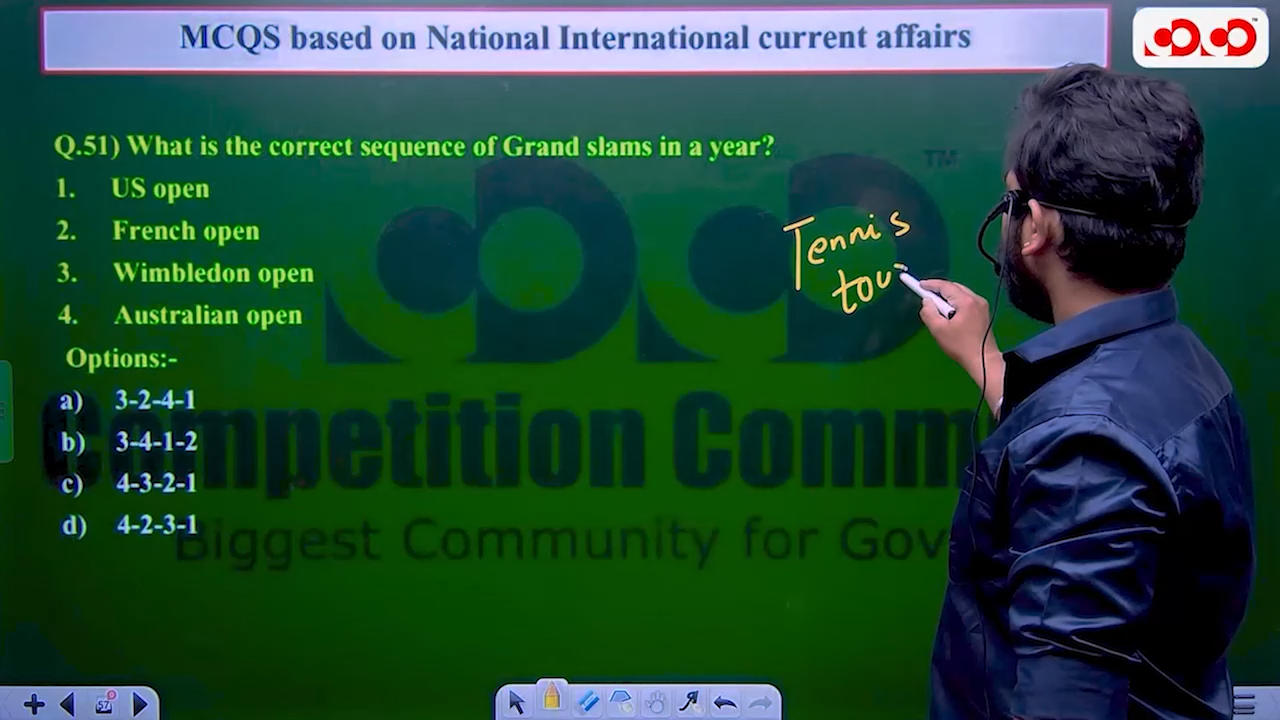 MCQS based on National International current affairs
TM
Q.51) What is the correct sequence of Grand slams in a year?
1. US open
2. French open
3. Wimbledon open
4. Australian open
Options:-
a) 3-2-4-1
b) 3-4-1-2
c) 4-3-2-1
d) 4-2-3-1
Tennis
tou
Competition Comm
Biggest Community for Gov
57